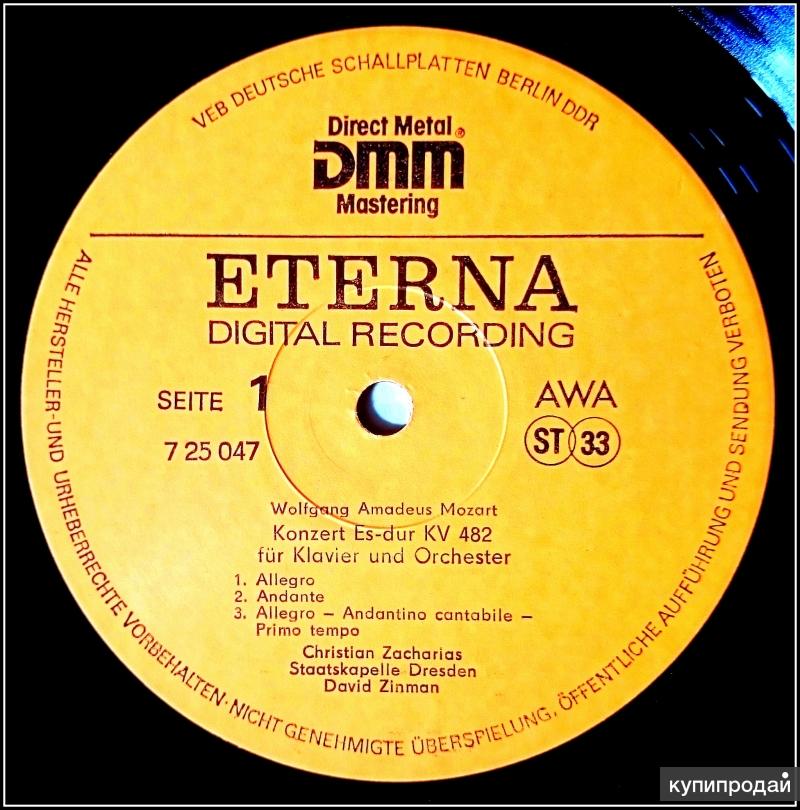 VEB DEUTSCHE SCHALLPLATTEN BERLIN DDR
Direct Metal ®
DMM
Mastering
ETERNA
DIGITAL RECORDING
SEITE 1
AWA
7 25 047
ST 33
Wolfgang Amadeus Mozart
Konzert Es-dur KV 482
für Klavier und Orchester
1. Allegro
2. Andante
3. Allegro – Andantino cantabile –
Primo tempo
Christian Zacharias
Staatskapelle Dresden
David Zinman
ALLE HERSTELLER-UND URHEBERRECHTE VORBEHALTEN·NICHT GENEHMIGTE ÜBERSPIELUNG, ÖFFENTLICHE AUFFÜHRUNG UND SENDUNG VERBOTEN
купипродай